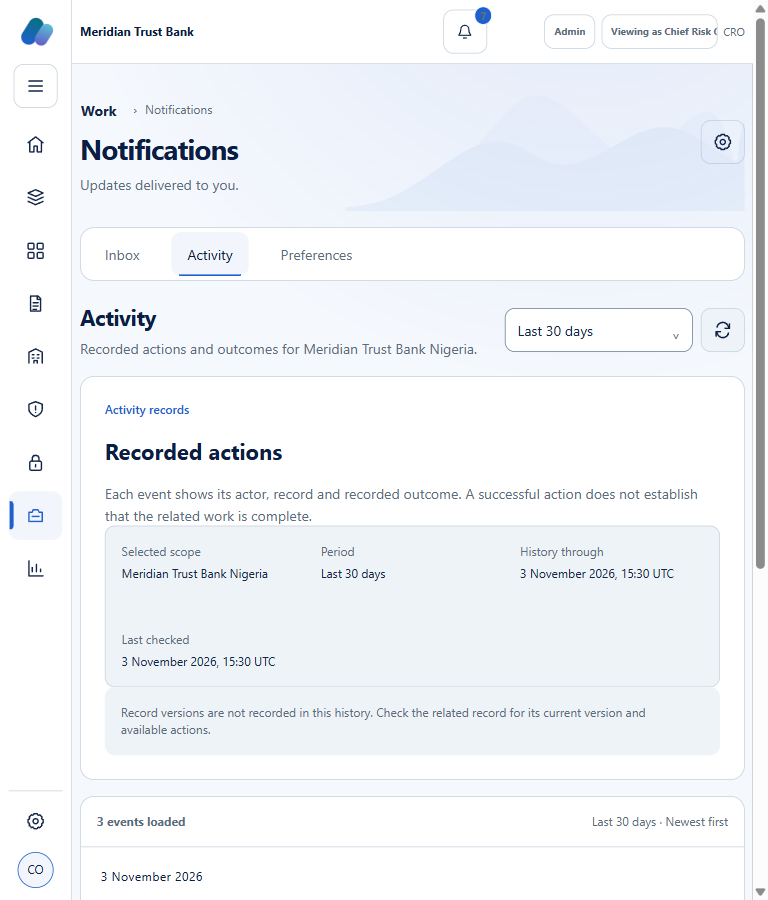 Meridian Trust Bank
Admin
Viewing as Chief Risk
CRO
Work › Notifications
Notifications
Updates delivered to you.
Inbox
Activity
Preferences
Activity
Last 30 days
Recorded actions and outcomes for Meridian Trust Bank Nigeria.
Activity records
Recorded actions
Each event shows its actor, record and recorded outcome. A successful action does not establish
that the related work is complete.
Selected scope
Meridian Trust Bank Nigeria
Period
Last 30 days
History through
3 November 2026, 15:30 UTC
Last checked
3 November 2026, 15:30 UTC
Record versions are not recorded in this history. Check the related record for its current version and
available actions.
3 events loaded
Last 30 days · Newest first
3 November 2026
CO